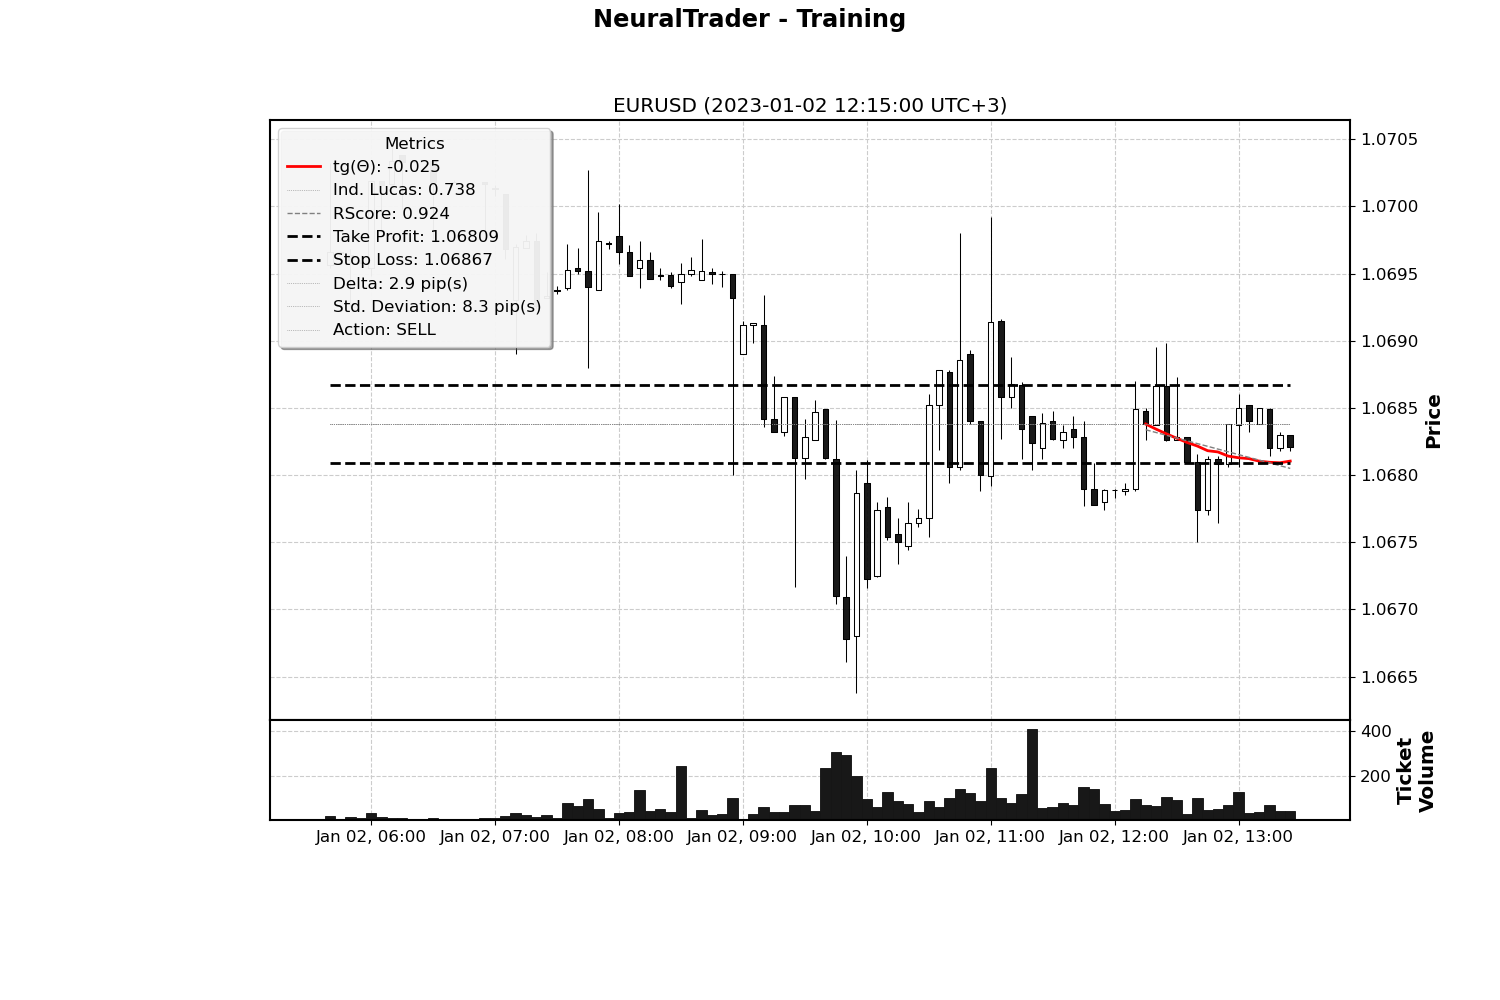 NeuralTrader - Training
EURUSD (2023-01-02 12:15:00 UTC+3)
Metrics
tg(Θ): -0.025
Ind. Lucas: 0.738
RScore: 0.924
Take Profit: 1.06809
Stop Loss: 1.06867
Delta: 2.9 pip(s)
Std. Deviation: 8.3 pip(s)
Action: SELL
1.0705
1.0700
1.0695
1.0690
1.0685
1.0680
1.0675
1.0670
1.0665
Price
400
200
Ticket
Volume
Jan 02, 06:00
Jan 02, 07:00
Jan 02, 08:00
Jan 02, 09:00
Jan 02, 10:00
Jan 02, 11:00
Jan 02, 12:00
Jan 02, 13:00